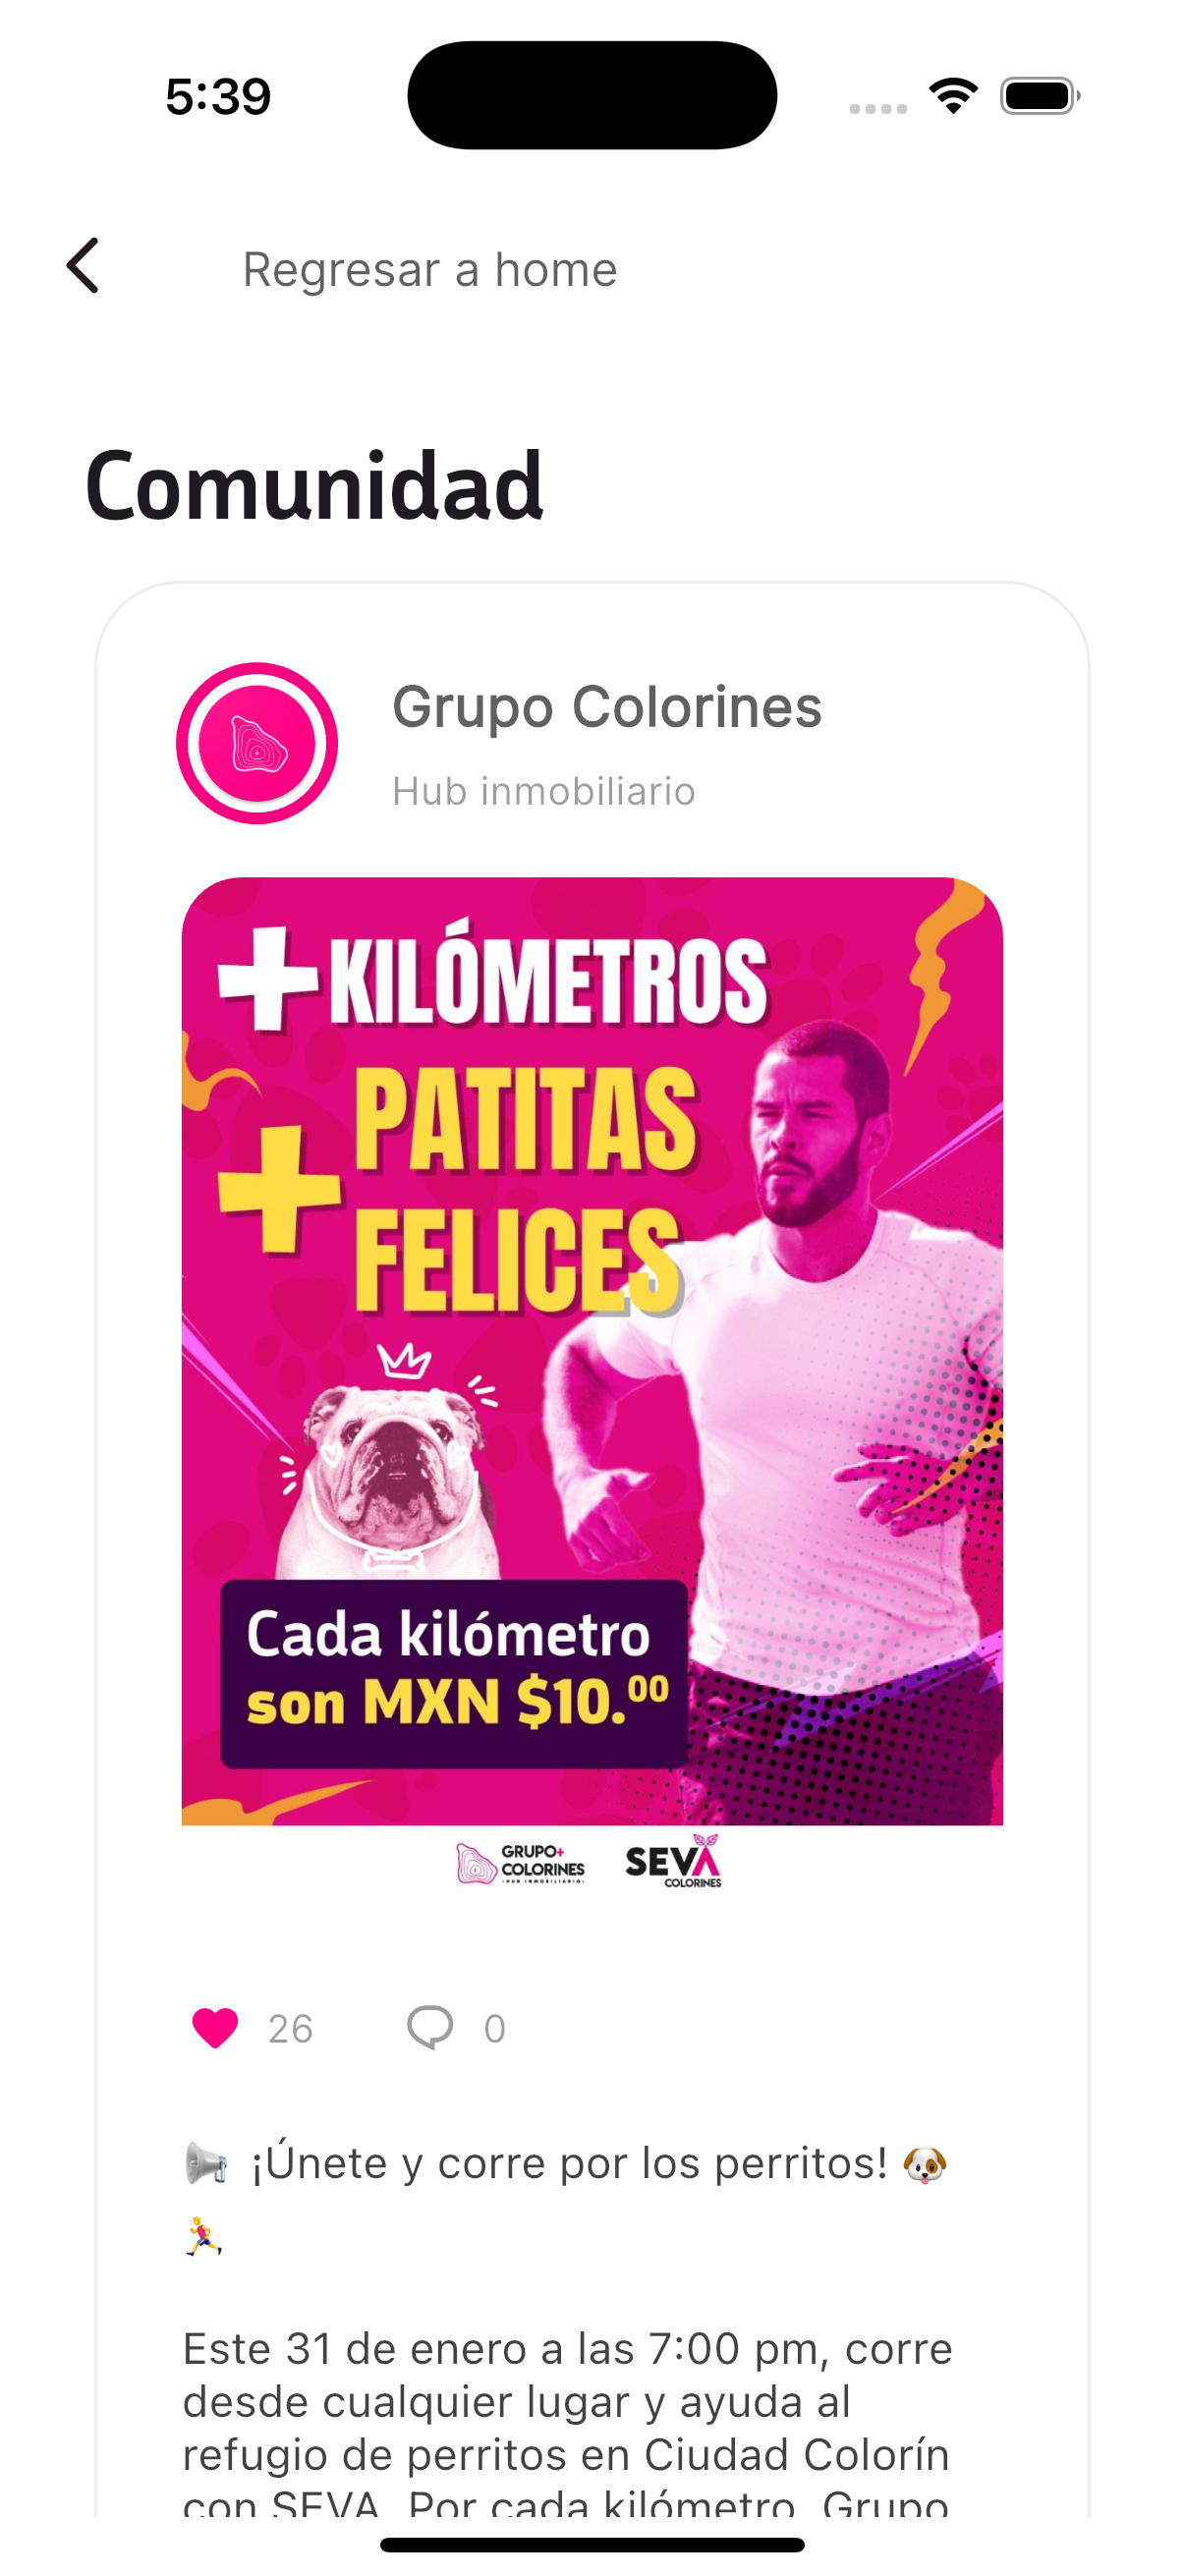 5:39
Regresar a home
Comunidad
Grupo Colorines
Hub inmobiliario
+ KILÓMETROS
+ PATITAS
FELICES
Cada kilómetro
son MXN $10.00
GRUPO+
COLORINES
·HUB INMOBILIARIO·
SEVA
COLORINES
26
0
¡Únete y corre por los perritos!
Este 31 de enero a las 7:00 pm, corre
desde cualquier lugar y ayuda al
refugio de perritos en Ciudad Colorín
con SEVA. Por cada kilómetro, Grupo